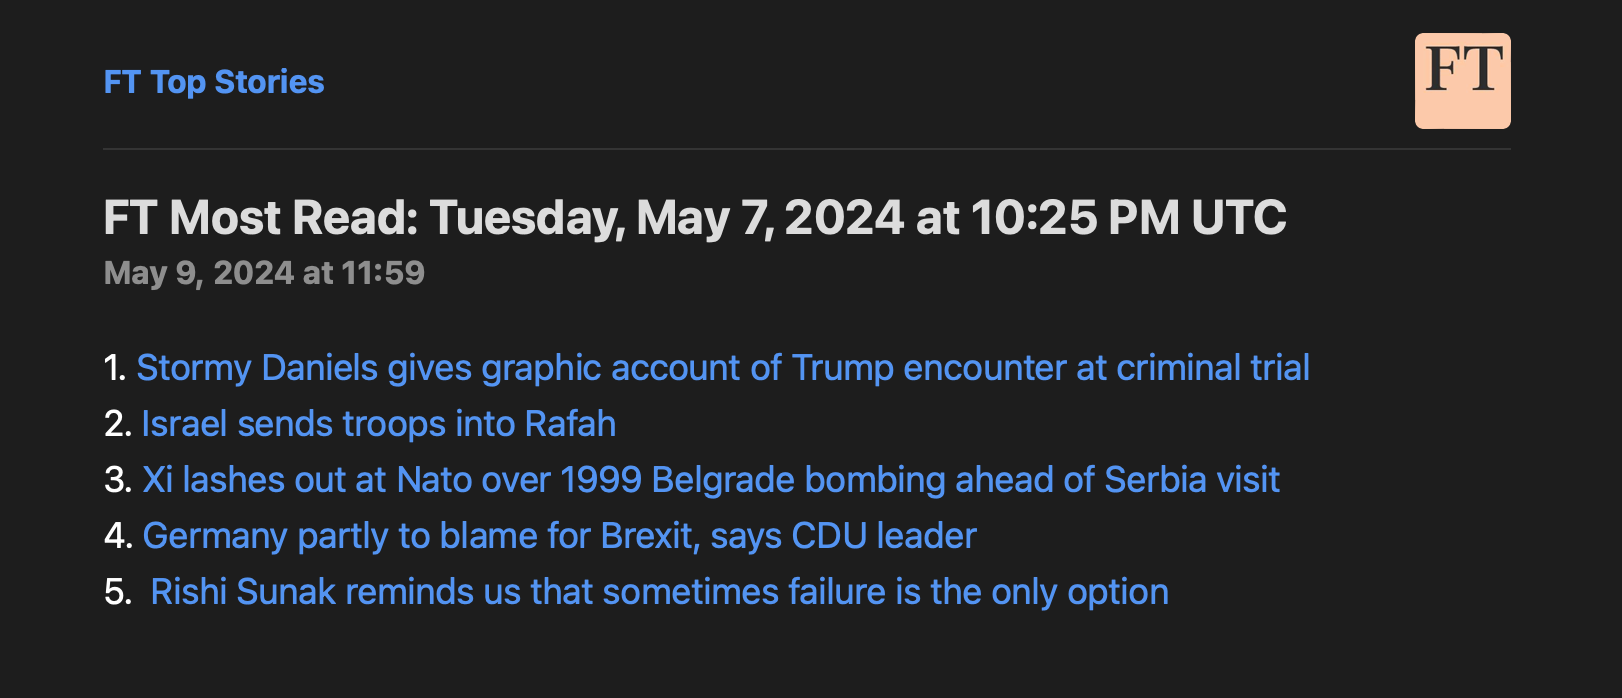 FT Top Stories
FT
FT Most Read: Tuesday, May 7, 2024 at 10:25 PM UTC
May 9, 2024 at 11:59
1. Stormy Daniels gives graphic account of Trump encounter at criminal trial
2. Israel sends troops into Rafah
3. Xi lashes out at Nato over 1999 Belgrade bombing ahead of Serbia visit
4. Germany partly to blame for Brexit, says CDU leader
5. Rishi Sunak reminds us that sometimes failure is the only option